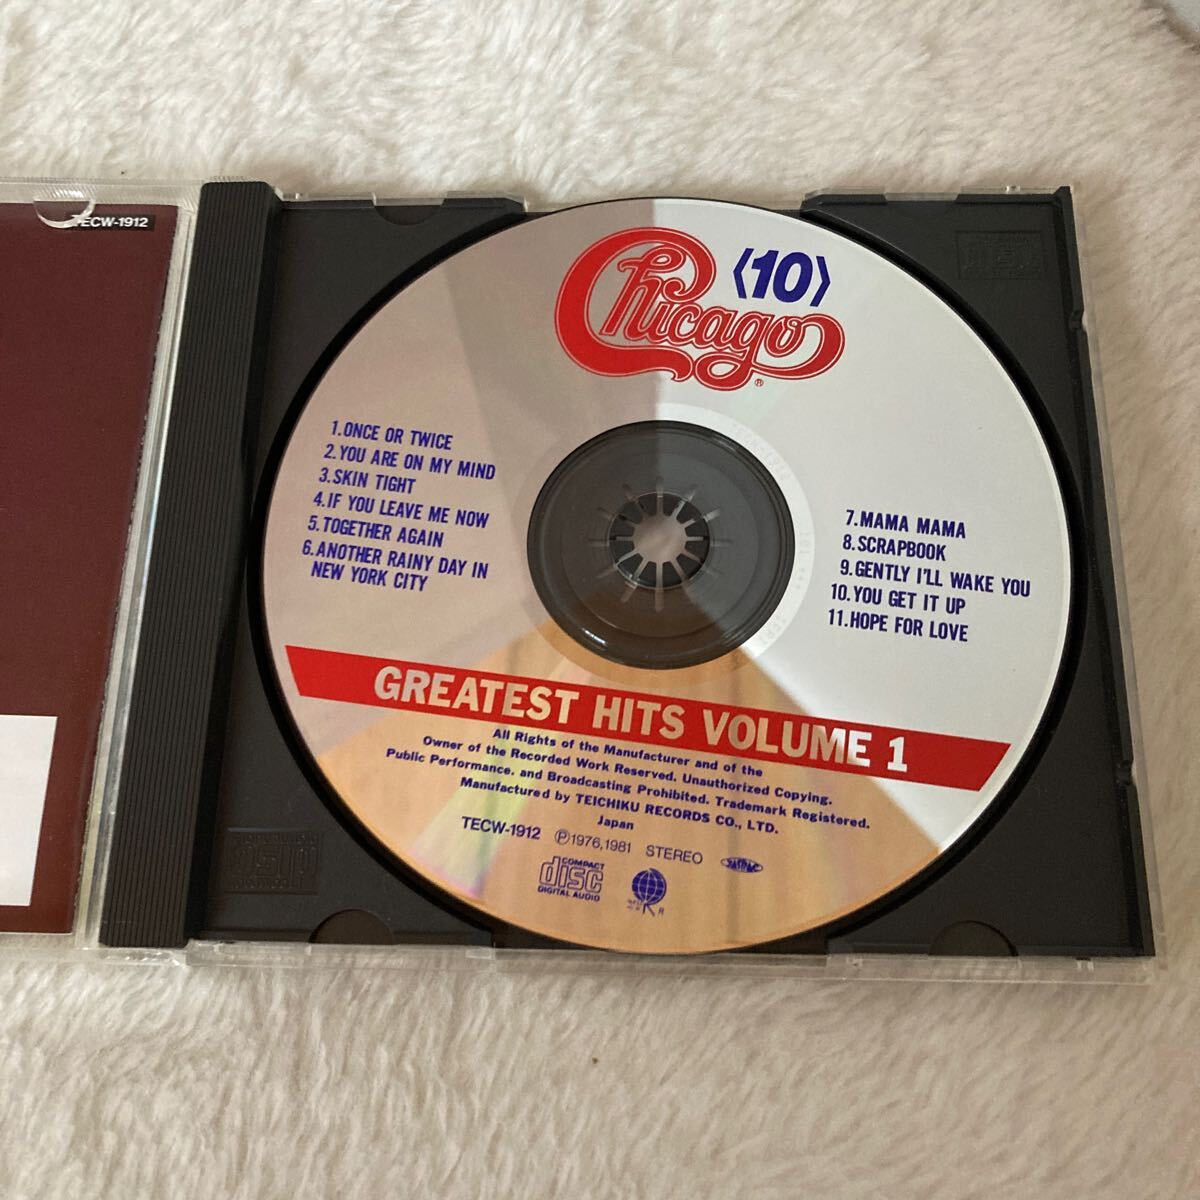 TECW-1912
Chicago
®
〈10〉
1.ONCE OR TWICE
2.YOU ARE ON MY MIND
3.SKIN TIGHT
4.IF YOU LEAVE ME NOW
5.TOGETHER AGAIN
6.ANOTHER RAINY DAY IN
NEW YORK CITY
7.MAMA MAMA
8.SCRAPBOOK
9.GENTLY I'LL WAKE YOU
10.YOU GET IT UP
11.HOPE FOR LOVE
GREATEST HITS VOLUME 1
All Rights of the Manufacturer and of the
Owner of the Recorded Work Reserved. Unauthorized Copying.
Public Performance. and Broadcasting Prohibited. Trademark Registered.
Manufactured by TEICHIKU RECORDS CO., LTD.
Japan
TECW-1912 Ⓟ1976,1981 STEREO
COMPACT
disc
DIGITAL AUDIO